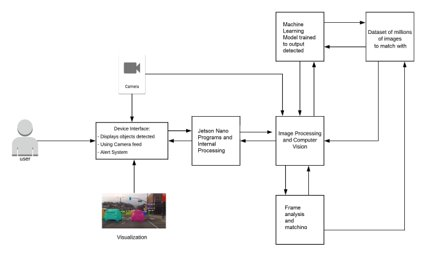 Machine
Learning
Model trained
to output
detected
Dataset of millions
of images
to match with
Camera
Device Interface:
- Displays objects detected
- Using Camera feed
- Alert System
Jetson Nano
Programs and
Internal
Processing
Image Processing
and Computer
Vision
user
Visualization
Frame
analysis
and
matching